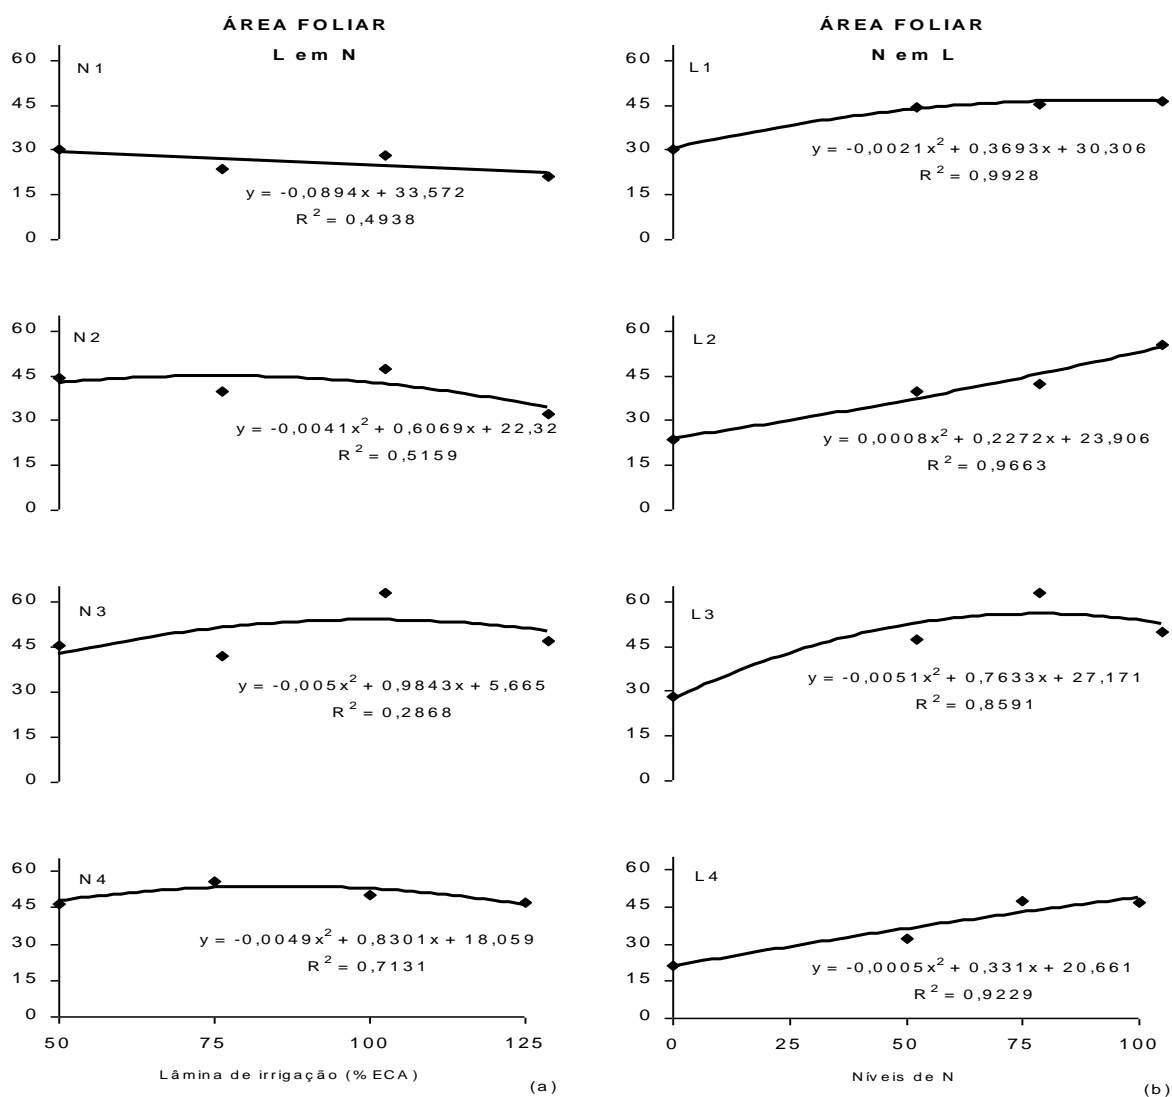 ÁREA FOLIAR
L em N
60
45
30
15
0
N1
y = -0,0894x + 33,572
R² = 0,4938
60
45
30
15
0
N2
y = -0,0041x² + 0,6069x + 22,32
R² = 0,5159
60
45
30
15
0
N3
y = -0,005x² + 0,9843x + 5,665
R² = 0,2868
60
45
30
15
0
N4
y = -0,0049x² + 0,8301x + 18,059
R² = 0,7131
50 75 100 125
Lâmina de irrigação (% ECA)
(a)
ÁREA FOLIAR
N em L
60
45
30
15
0
L1
y = -0,0021x² + 0,3693x + 30,306
R² = 0,9928
60
45
30
15
0
L2
y = 0,0008x² + 0,2272x + 23,906
R² = 0,9663
60
45
30
15
0
L3
y = -0,0051x² + 0,7633x + 27,171
R² = 0,8591
60
45
30
15
0
L4
y = -0,0005x² + 0,331x + 20,661
R² = 0,9229
0 25 50 75 100
Níveis de N
(b)